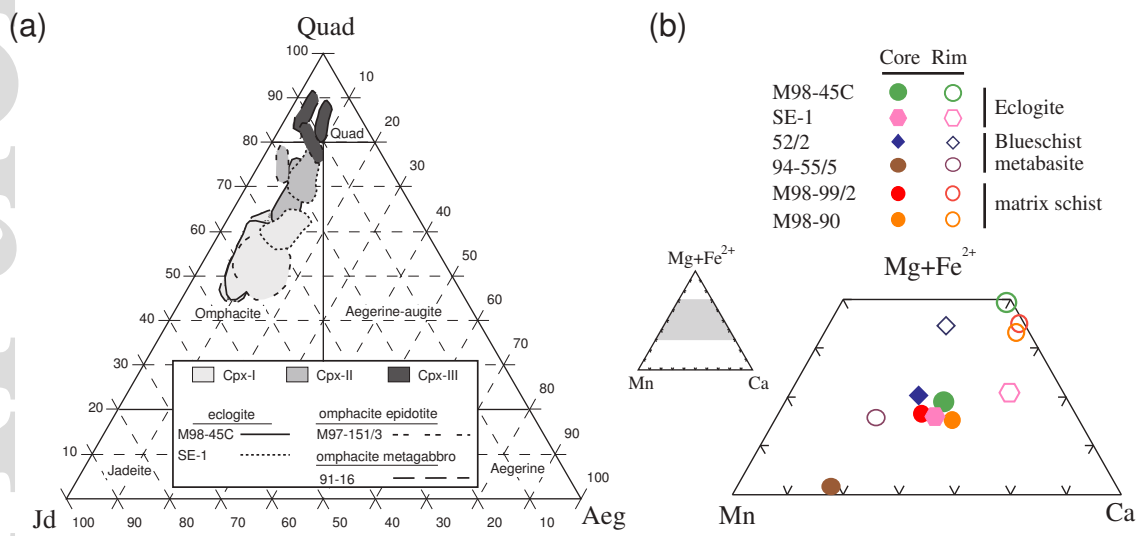 (a)
Quad
100
10
90
20
Quad
80
30
70
40
60
50
50
60
Omphacite
Aegerine-augite
40
70
30
Cpx-I
Cpx-II
Cpx-III
80
20
eclogite
omphacite epidotite
M98-45C
M97-151/3
90
SE-1
omphacite metagabbro
10
Jadeite
91-16
Aegerine
100
Jd
100
90
80
70
60
50
40
30
20
10
Aeg
(b)
Core Rim
M98-45C
SE-1
Eclogite
52/2
Blueschist
94-55/5
metabasite
M98-99/2
matrix schist
M98-90
Mg+Fe2+
Mn
Ca
Mg+Fe2+
Mn
Ca